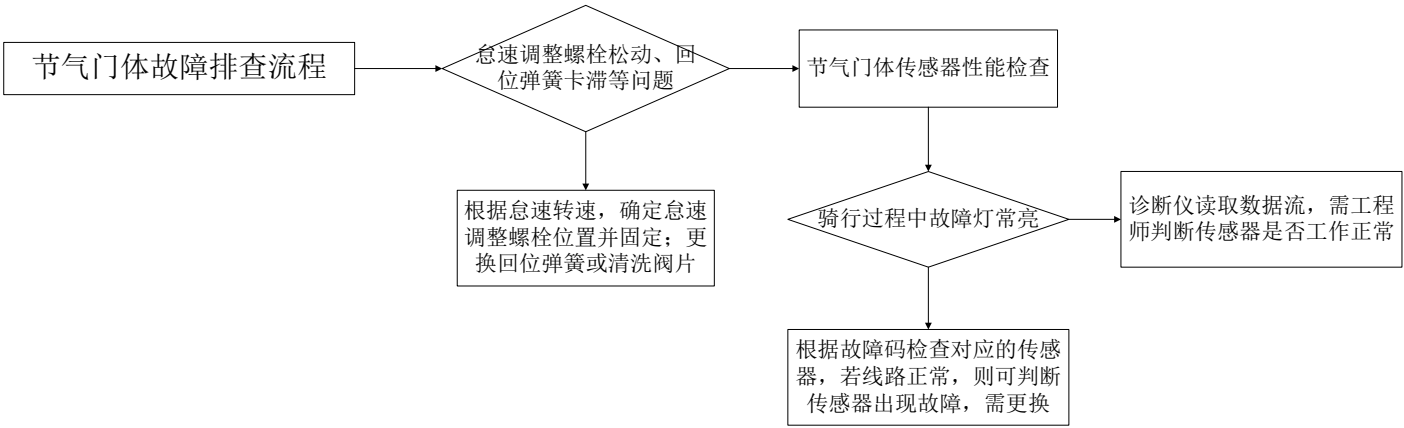 节气门体故障排查流程
怠速调整螺栓松动、回
位弹簧卡滞等问题
节气门体传感器性能检查
根据怠速转速，确定怠速
调整螺栓位置并固定；更
换回位弹簧或清洗阀片
骑行过程中故障灯常亮
诊断仪读取数据流，需工程
师判断传感器是否工作正常
根据故障码检查对应的传感
器，若线路正常，则可判断
传感器出现故障，需更换